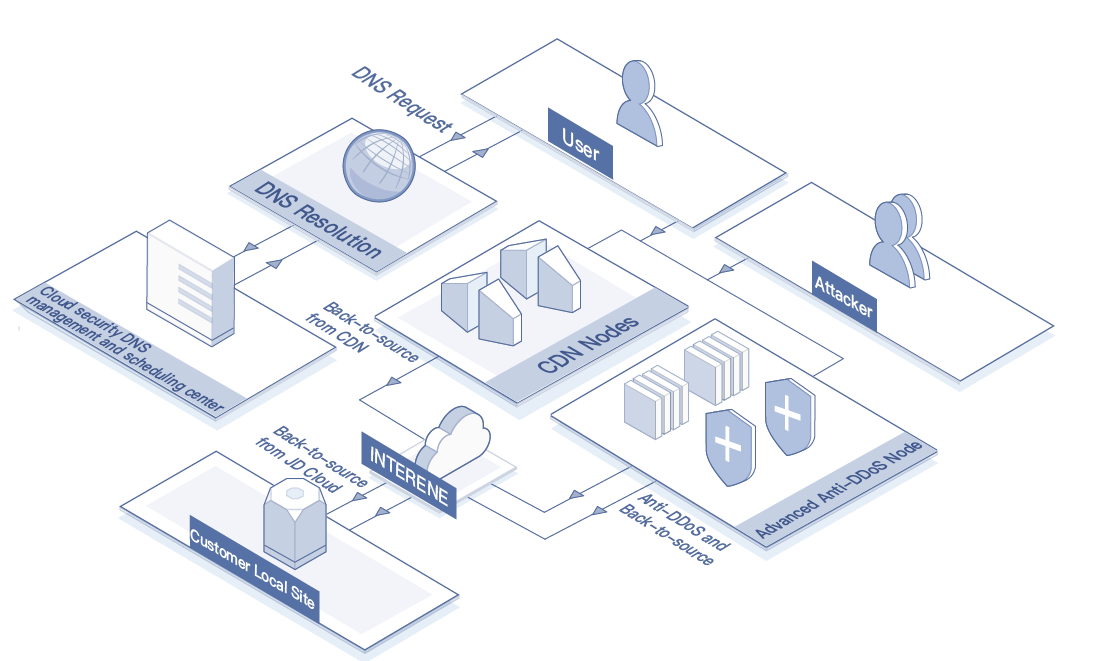 DNS Request
User
DNS Resolution
Attacker
Cloud security DNS
management and scheduling center
Back-to-source
from CDN
CDN Nodes
Back-to-source
from JD Cloud
INTERENE
Advanced Anti-DDoS Node
Anti-DDoS and
Back-to-source
Customer Local Site